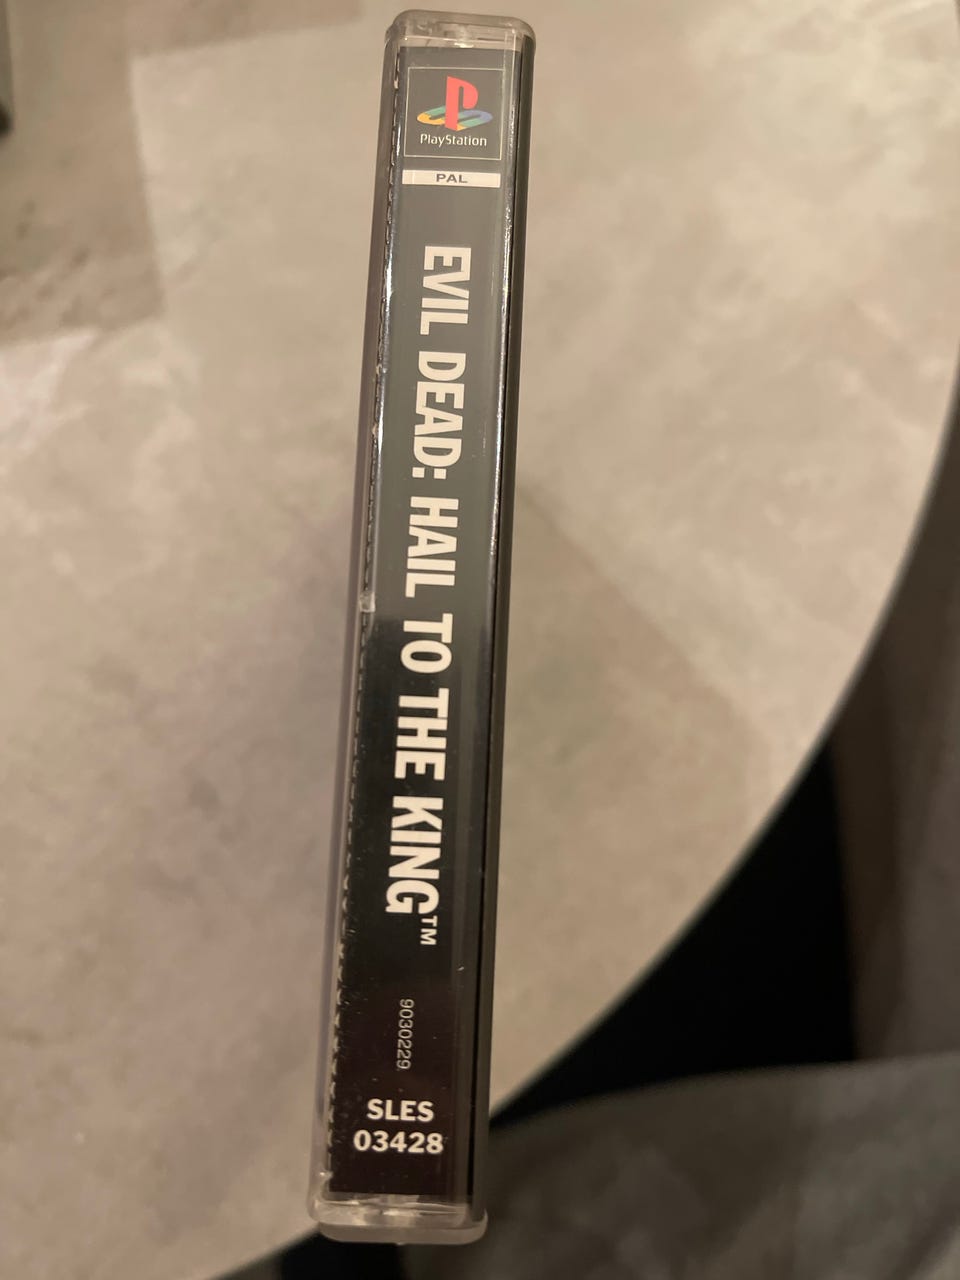 PlayStation
PAL
EVIL DEAD: HAIL TO THE KING™
9030229
SLES
03428